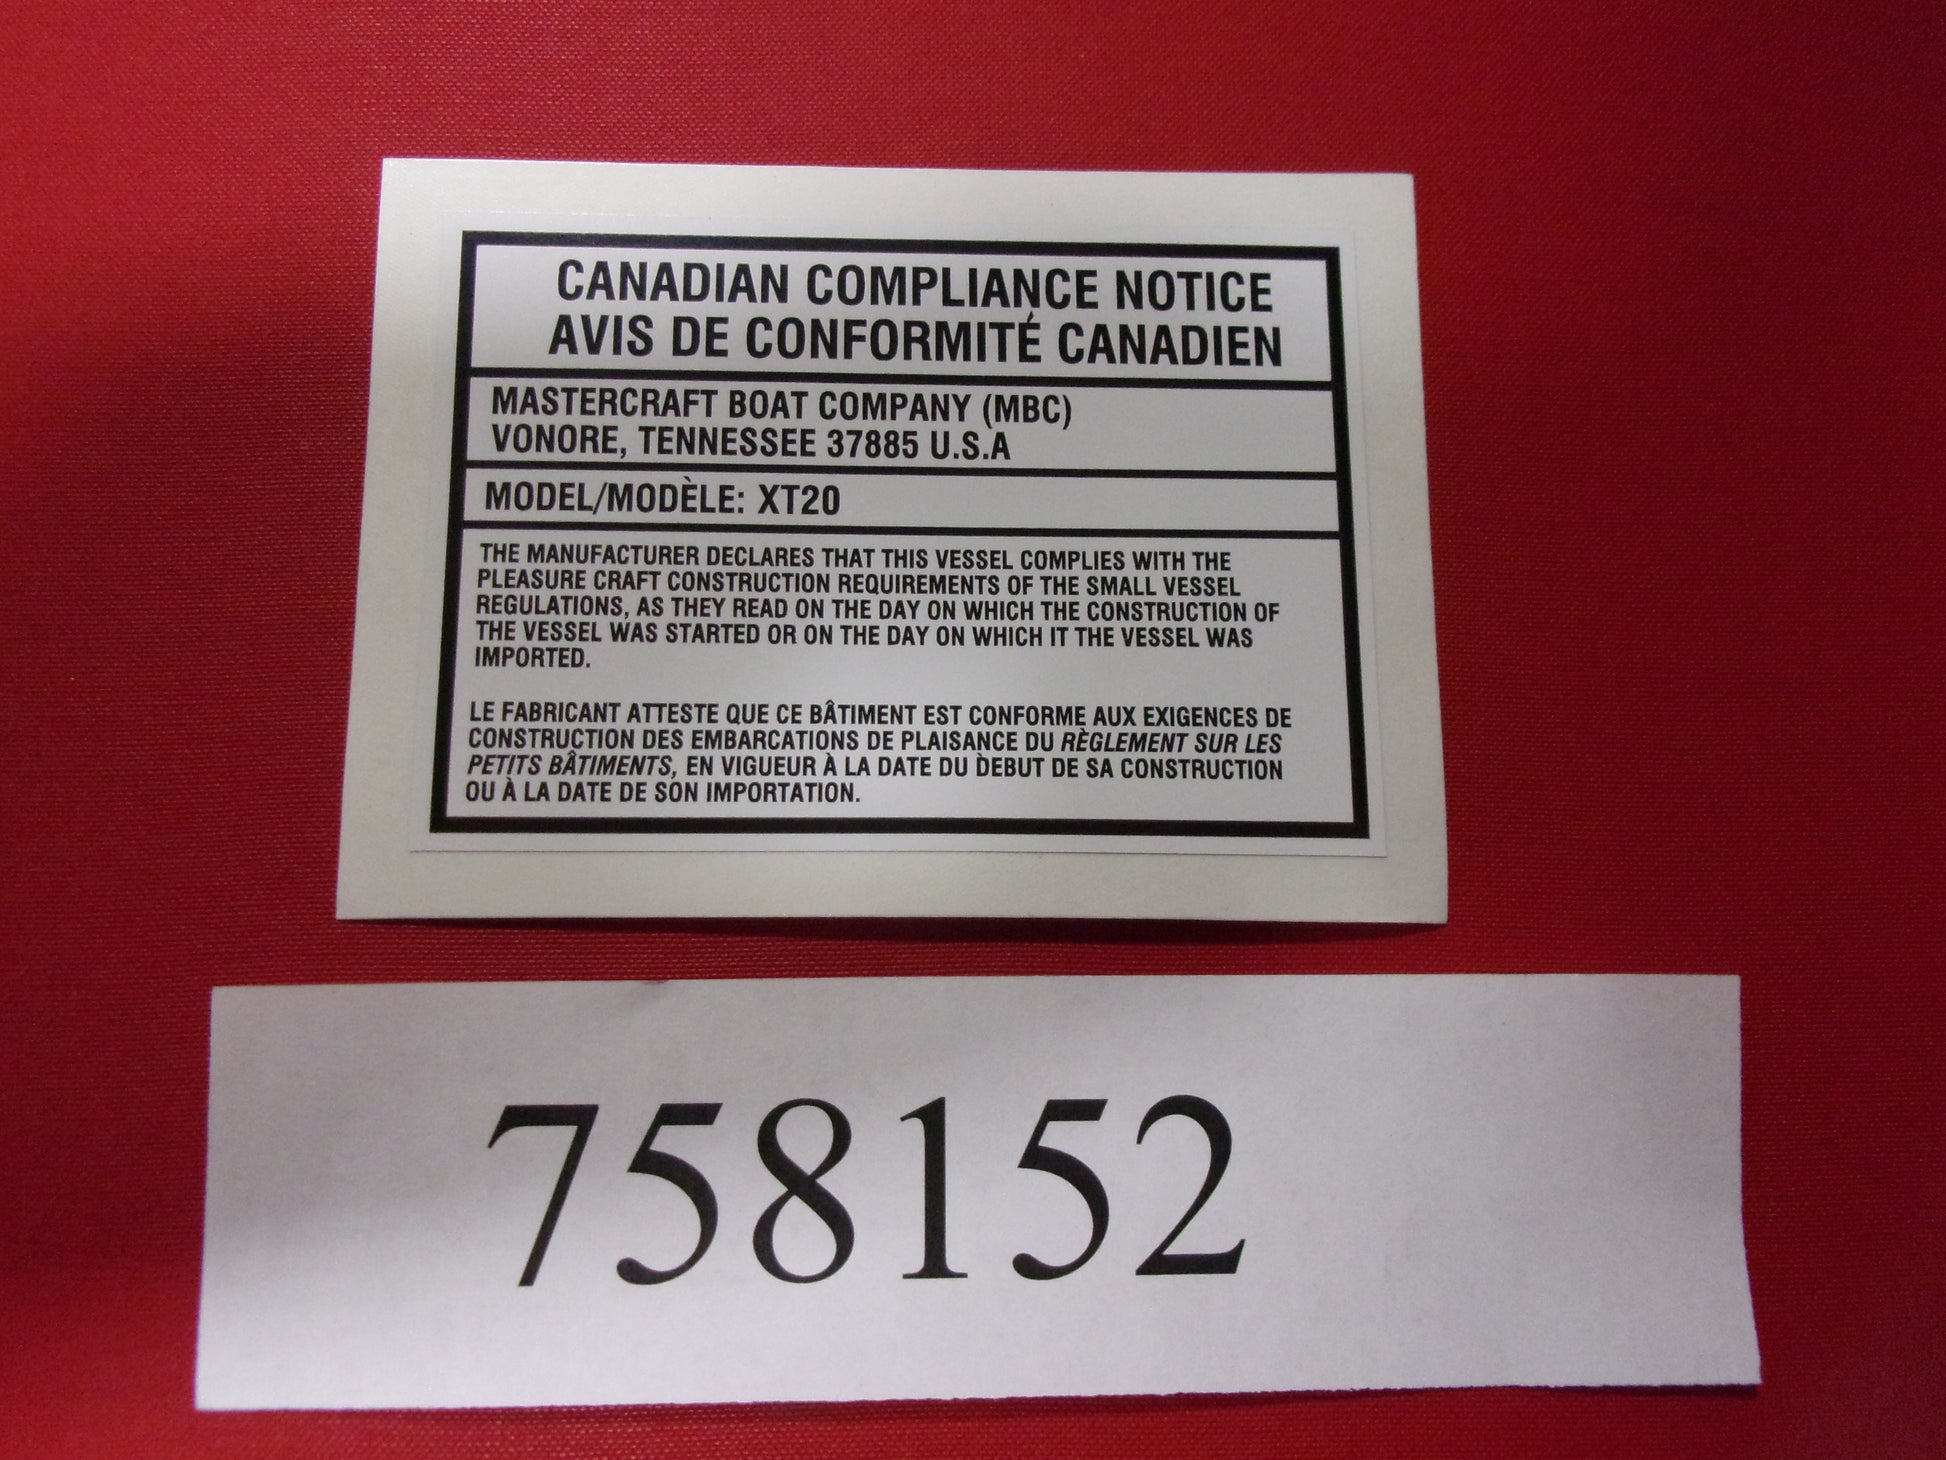 CANADIAN COMPLIANCE NOTICE
AVIS DE CONFORMITÉ CANADIEN
MASTERCRAFT BOAT COMPANY (MBC)
VONORE, TENNESSEE 37885 U.S.A
MODEL/MODÈLE: XT20
THE MANUFACTURER DECLARES THAT THIS VESSEL COMPLIES WITH THE
PLEASURE CRAFT CONSTRUCTION REQUIREMENTS OF THE SMALL VESSEL
REGULATIONS, AS THEY READ ON THE DAY ON WHICH THE CONSTRUCTION OF
THE VESSEL WAS STARTED OR ON THE DAY ON WHICH IT THE VESSEL WAS
IMPORTED.
LE FABRICANT ATTESTE QUE CE BÂTIMENT EST CONFORME AUX EXIGENCES DE
CONSTRUCTION DES EMBARCATIONS DE PLAISANCE DU RÈGLEMENT SUR LES
PETITS BÂTIMENTS, EN VIGUEUR À LA DATE DU DEBUT DE SA CONSTRUCTION
OU À LA DATE DE SON IMPORTATION.
758152